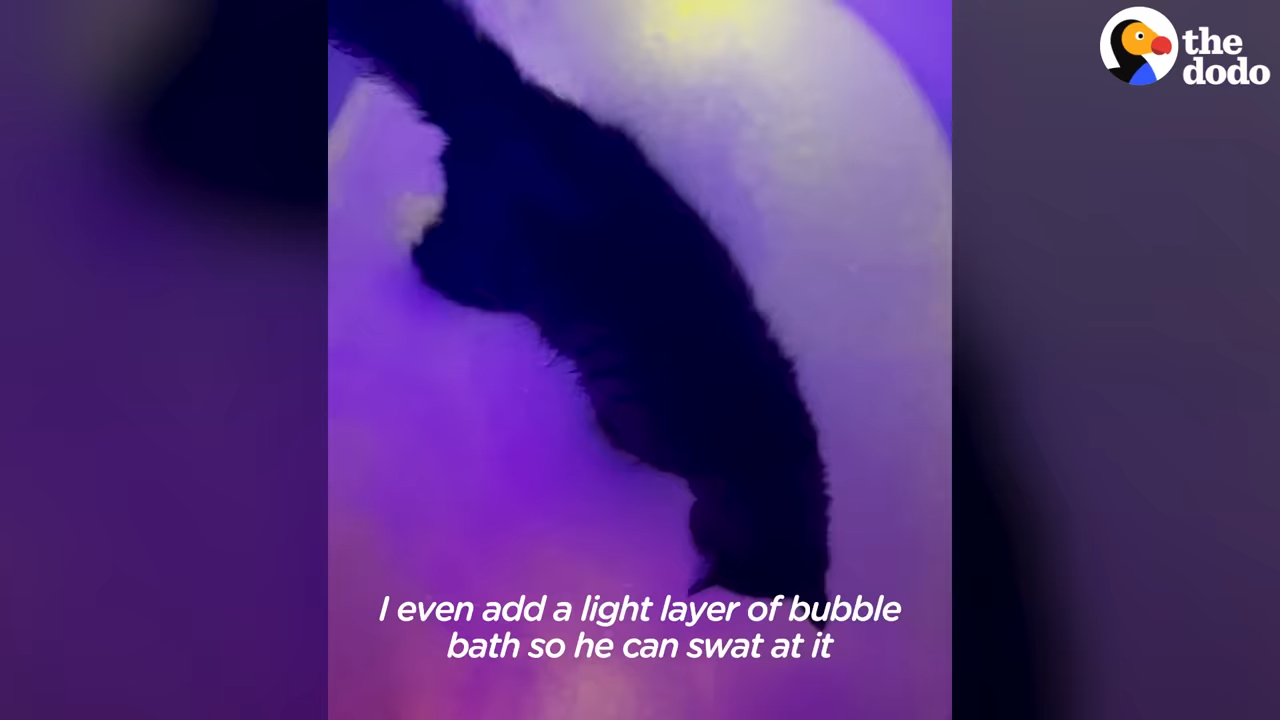 the
dodo
I even add a light layer of bubble
bath so he can swat at it